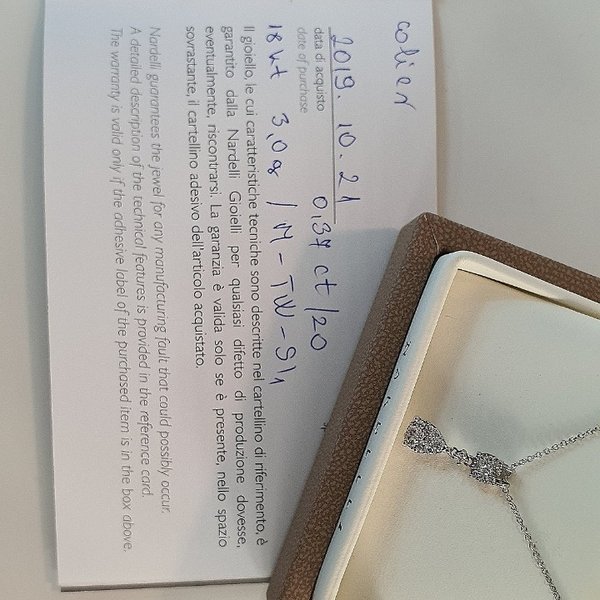 colier
2019. 10. 21
data di acquisto
date of purchase
0,37 ct /20
18kt 3,0g / M-TW-SI1
Il gioiello, le cui caratteristiche tecniche sono descritte nel cartellino di riferimento, è
garantito dalla Nardelli Gioielli per qualsiasi difetto di produzione dovesse,
eventualmente, riscontrarsi. La garanzia è valida solo se è presente, nello spazio
sovrastante, il cartellino adesivo dell'articolo acquistato.
Nardelli guarantees the jewel for any manufacturing fault that could possibly occur.
A detailed description of the technical features is provided in the reference card.
The warranty is valid only if the adhesive label of the purchased item is in the box above.